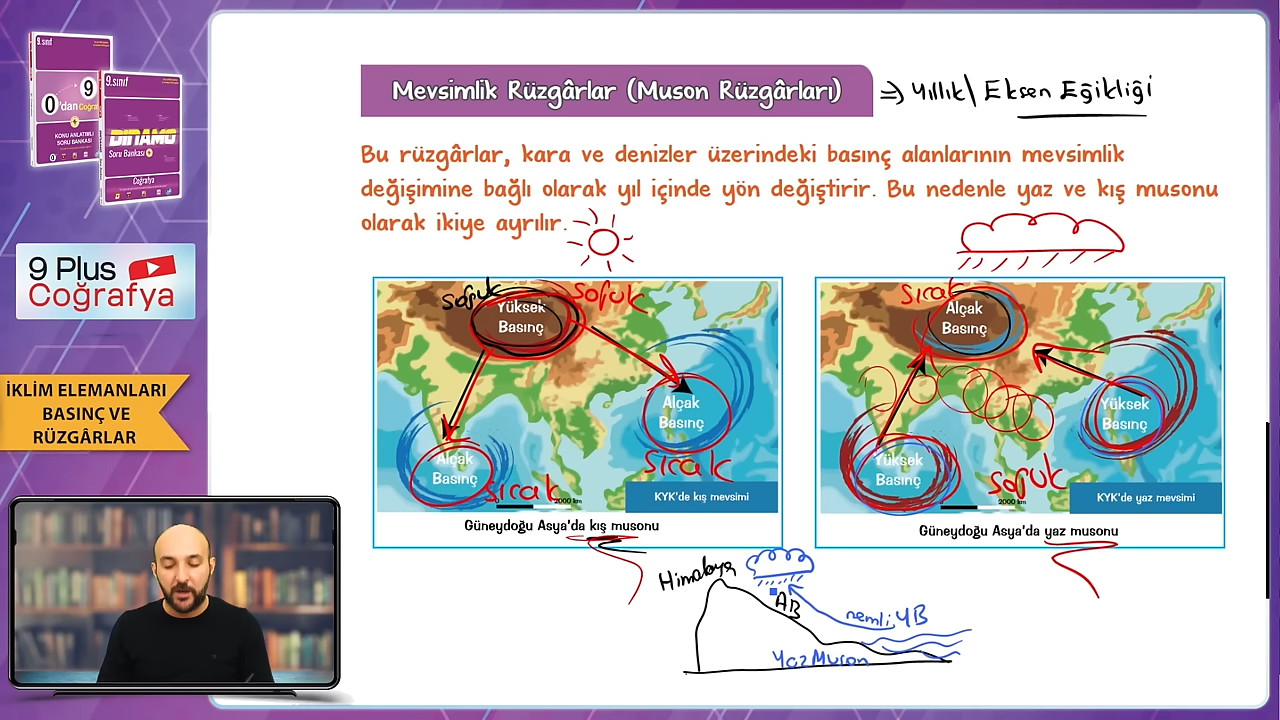 9.sınıf
0'dan
9
KONU ANLATIMLI
SORU BANKASI
9.sınıf
DİNAMO
Soru Bankası
Coğrafya
9 Plus
Coğrafya
İKLİM ELEMANLARI
BASINÇ VE
RÜZGÂRLAR
Mevsimlik Rüzgârlar (Muson Rüzgârları)
⇒ Yıllık/ Eksen Eğikliği
Bu rüzgârlar, kara ve denizler üzerindeki basınç alanlarının mevsimlik
değişimine bağlı olarak yıl içinde yön değiştirir. Bu nedenle yaz ve kış musonu
olarak ikiye ayrılır.
soğuk
Yüksek
Basınç
soğuk
Alçak
Basınç
sıcak
Alçak
Basınç
sıcak
2000 km
KYK'de kış mevsimi
Güneydoğu Asya'da kış musonu
sıcak
Alçak
Basınç
Yüksek
Basınç
Yüksek
Basınç
soğuk
2000 km
KYK'de yaz mevsimi
Güneydoğu Asya'da yaz musonu
Himalaya
AB
nemli YB
Yaz Muson